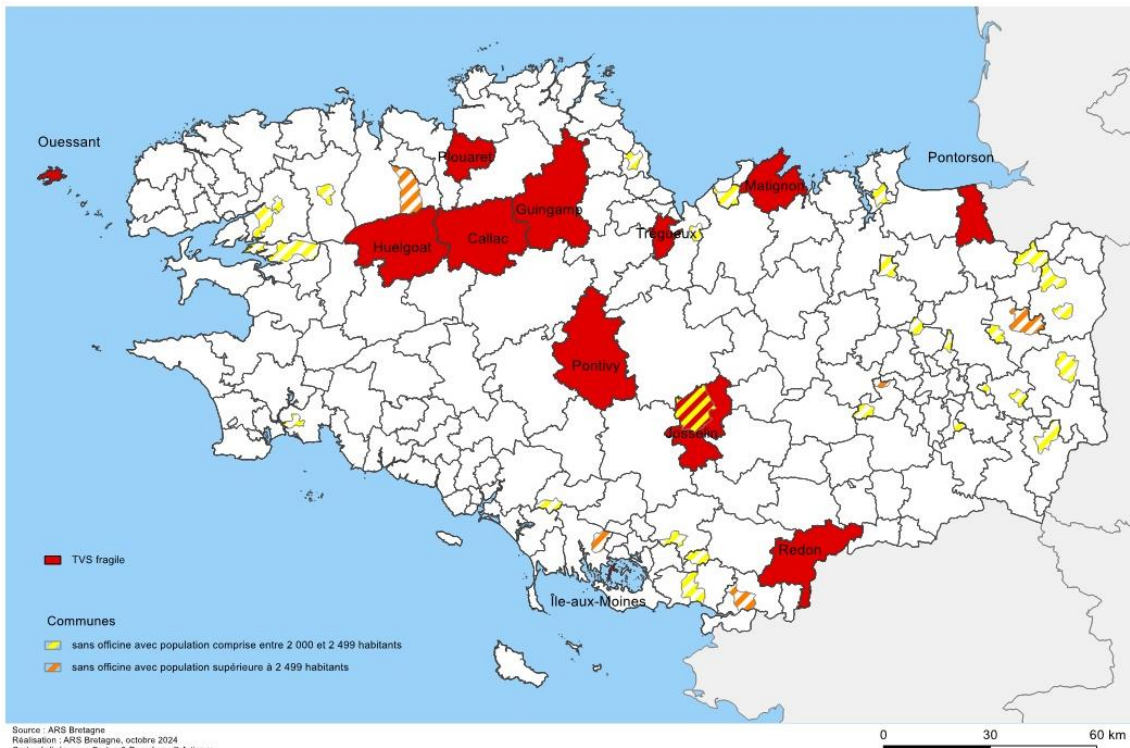 Ouessant
Plouaret
Pontorson
Matignon
Guingamp
Trégueux
Huelgoat
Callac
Pontivy
Josselin
Redon
Île-aux-Moines
TVS fragile
Communes
sans officine avec population comprise entre 2 000 et 2 499 habitants
sans officine avec population supérieure à 2 499 habitants
Source : ARS Bretagne
Réalisation : ARS Bretagne, octobre 2024
0 30 60 km